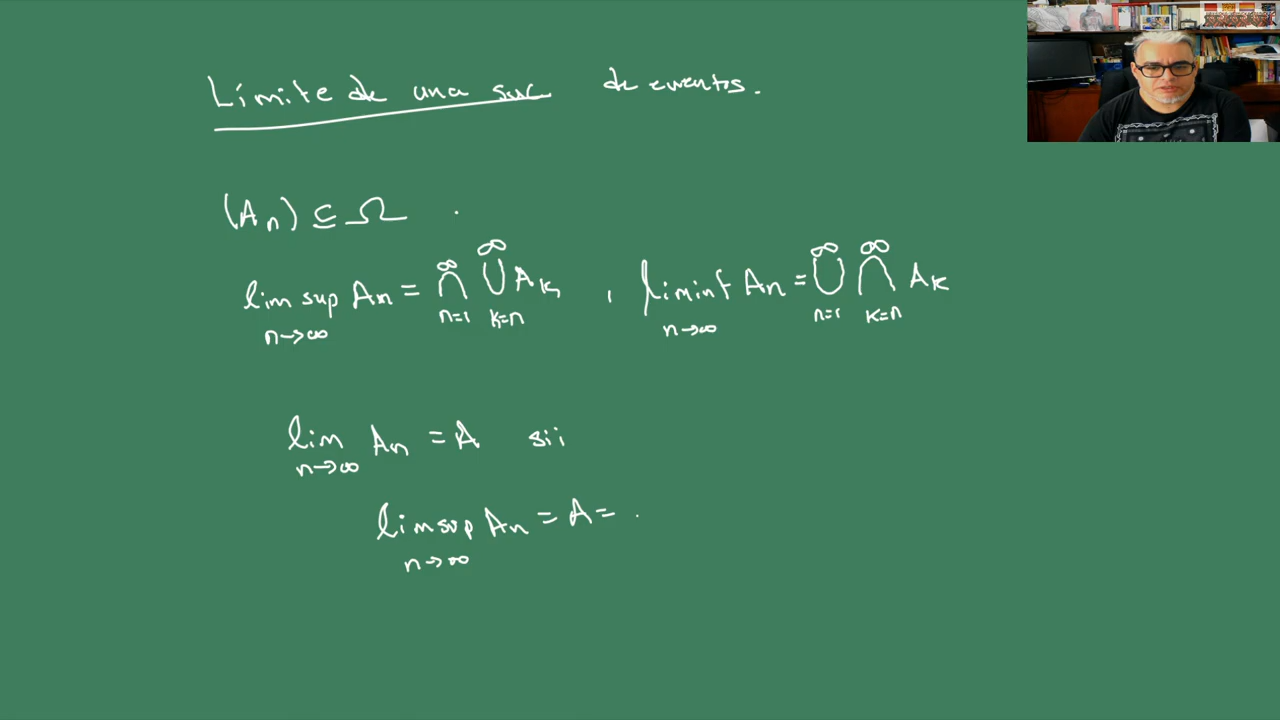 Límite de una suc de eventos.
(An) ⊆ Ω .
lim sup An = ∩ ∪ Ak , lim inf An = ∪ ∩ Ak
n→∞ n=1 ∞ k=n ∞ n→∞ n=1 ∞ k=n ∞
lim An = A sii
n→∞
lim sup An = A =
n→∞